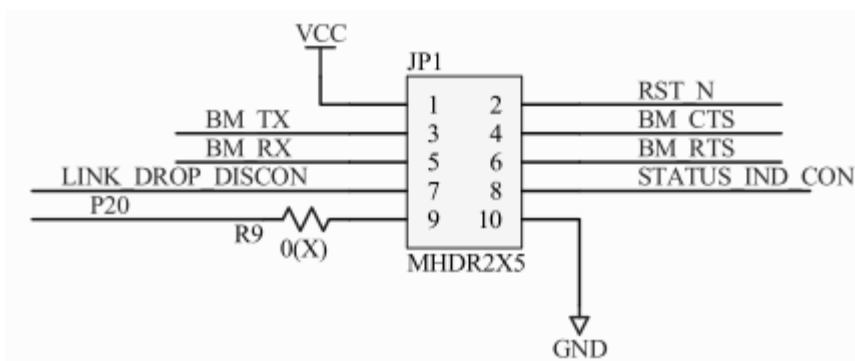 VCC
JP1
1 2 RST_N
BM_TX 3 4 BM_CTS
BM_RX 5 6 BM_RTS
LINK_DROP_DISCON 7 8 STATUS_IND_CON
P20 9 10
R9 0(X) MHDR2X5
GND